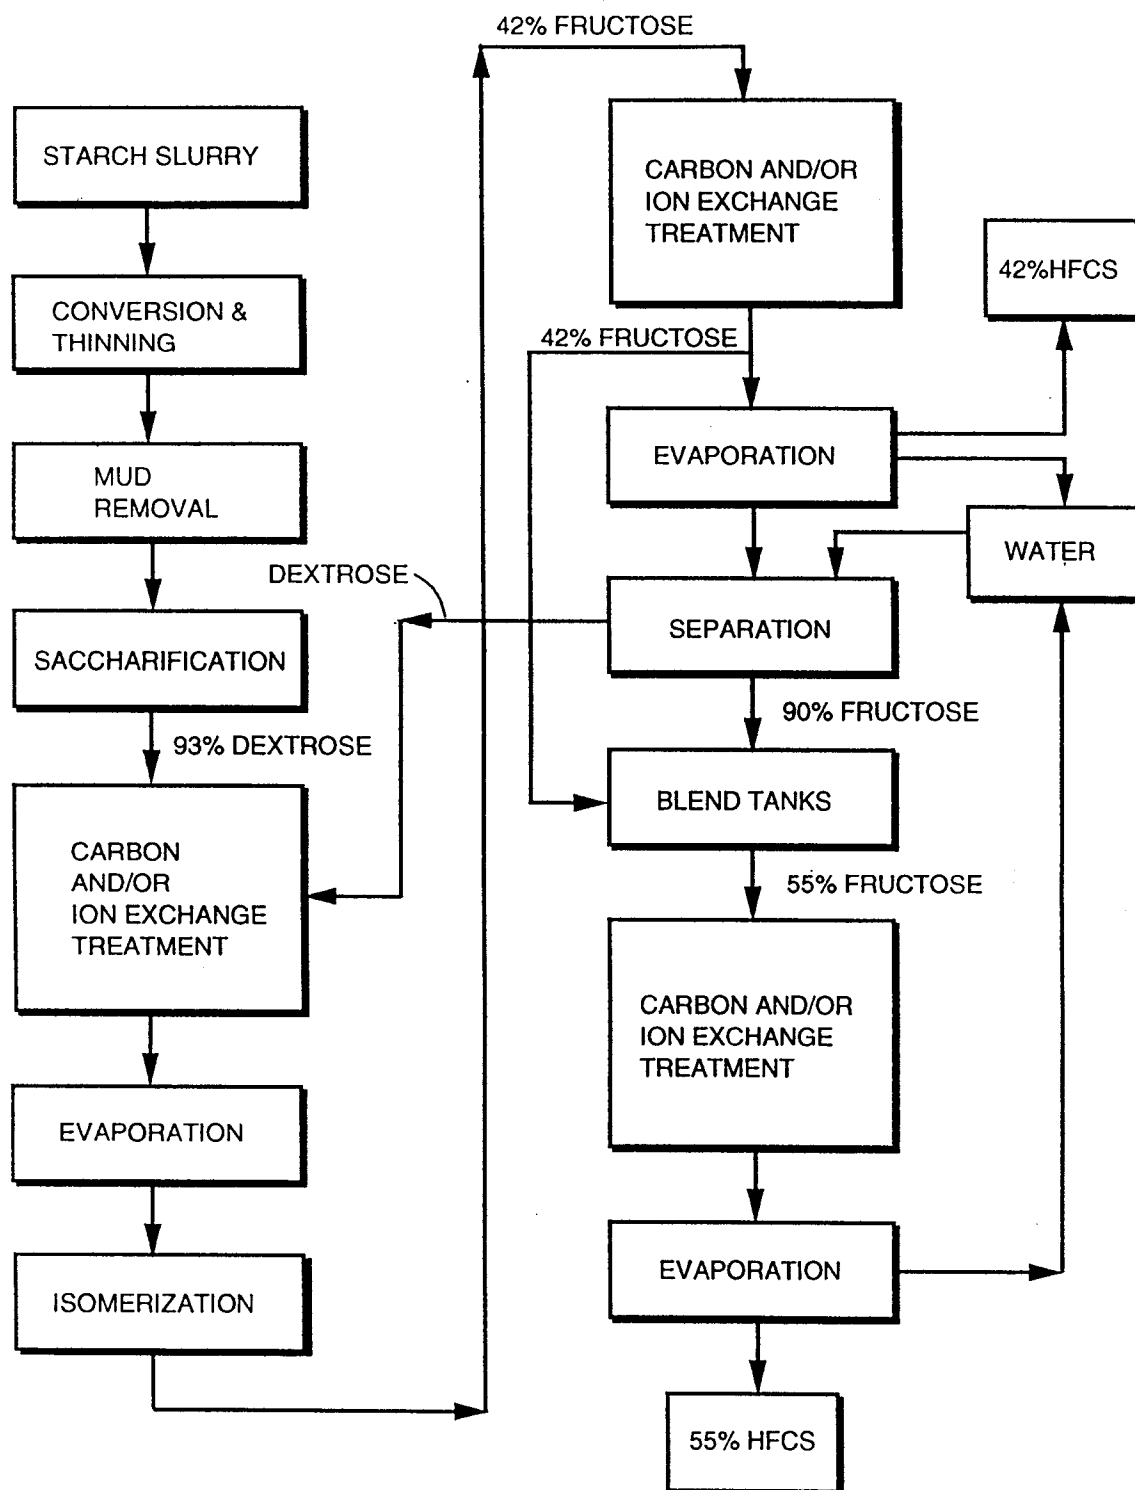 42% FRUCTOSE
STARCH SLURRY
CONVERSION &
THINNING
MUD
REMOVAL
SACCHARIFICATION
93% DEXTROSE
CARBON
AND/OR
ION EXCHANGE
TREATMENT
EVAPORATION
ISOMERIZATION
DEXTROSE
CARBON AND/OR
ION EXCHANGE
TREATMENT
42% FRUCTOSE
EVAPORATION
42%HFCS
WATER
SEPARATION
90% FRUCTOSE
BLEND TANKS
55% FRUCTOSE
CARBON AND/OR
ION EXCHANGE
TREATMENT
EVAPORATION
55% HFCS